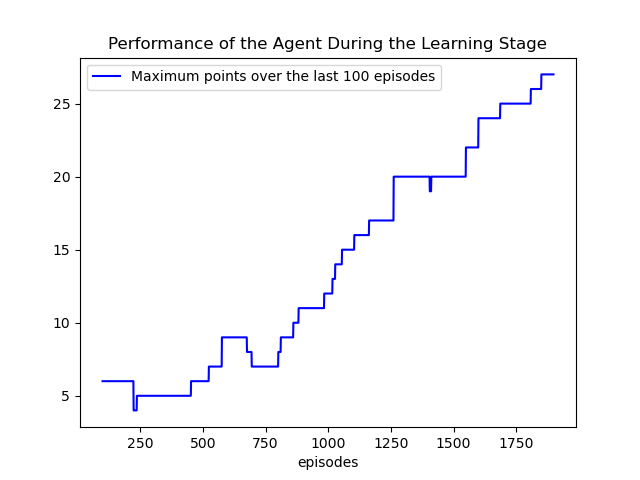 Performance of the Agent During the Learning Stage
Maximum points over the last 100 episodes
25
20
15
10
5
250 500 750 1000 1250 1500 1750
episodes